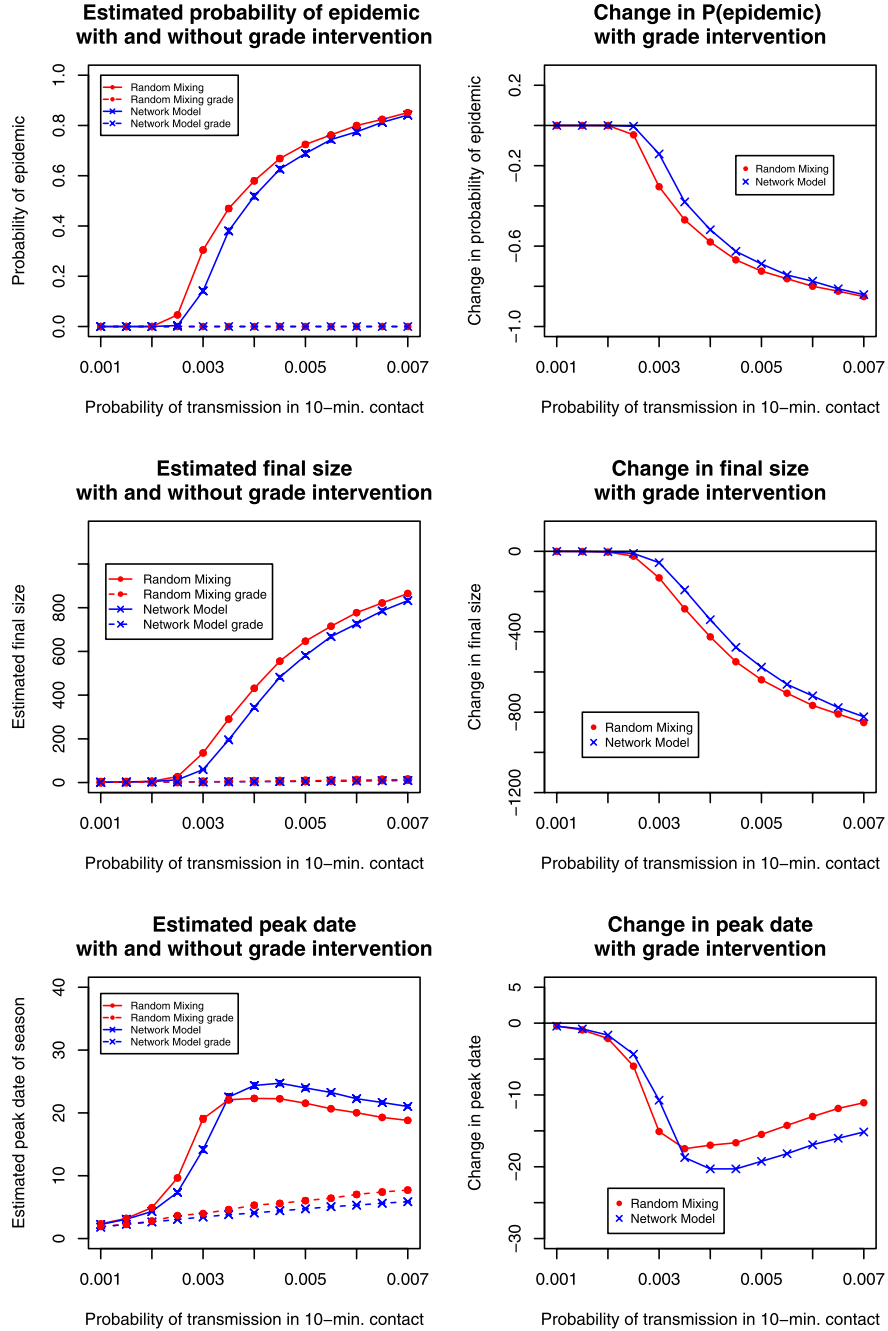 Estimated probability of epidemic
with and without grade intervention
Probability of epidemic
1.0
0.8
0.6
0.4
0.2
0.0
Random Mixing
Random Mixing grade
Network Model
Network Model grade
0.001
0.003
0.005
0.007
Probability of transmission in 10−min. contact
Change in P(epidemic)
with grade intervention
Change in probability of epidemic
0.2
−0.2
−0.6
−1.0
Random Mixing
Network Model
0.001
0.003
0.005
0.007
Probability of transmission in 10−min. contact
Estimated final size
with and without grade intervention
Estimated final size
800
600
400
200
0
Random Mixing
Random Mixing grade
Network Model
Network Model grade
0.001
0.003
0.005
0.007
Probability of transmission in 10−min. contact
Change in final size
with grade intervention
Change in final size
0
−400
−800
−1200
Random Mixing
Network Model
0.001
0.003
0.005
0.007
Probability of transmission in 10−min. contact
Estimated peak date
with and without grade intervention
Estimated peak date of season
40
30
20
10
0
Random Mixing
Random Mixing grade
Network Model
Network Model grade
0.001
0.003
0.005
0.007
Probability of transmission in 10−min. contact
Change in peak date
with grade intervention
Change in peak date
5
0
−10
−20
−30
Random Mixing
Network Model
0.001
0.003
0.005
0.007
Probability of transmission in 10−min. contact